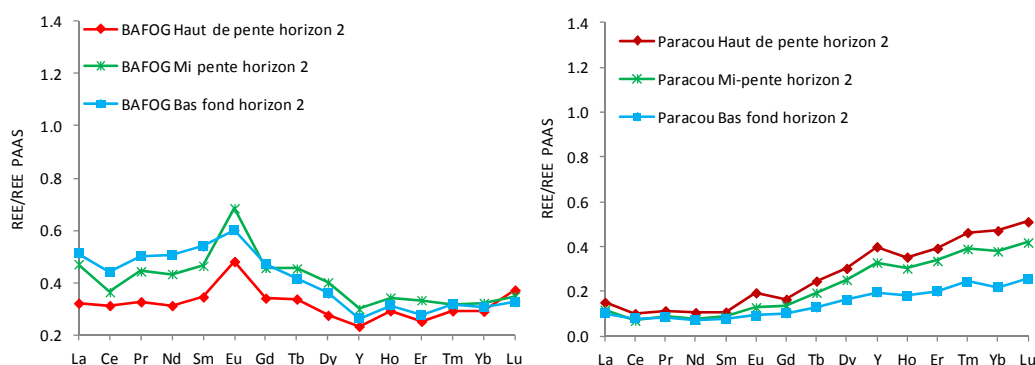 1.4
1.2
1.0
0.8
0.6
0.4
0.2
REE/REE PAAS
BAFOG Haut de pente horizon 2
BAFOG Mi pente horizon 2
BAFOG Bas fond horizon 2
La Ce Pr Nd Sm Eu Gd Tb Dy Y Ho Er Tm Yb Lu
1.4
1.2
1.0
0.8
0.6
0.4
0.2
0.0
REE/REE PAAS
Paracou Haut de pente horizon 2
Paracou Mi-pente horizon 2
Paracou Bas fond horizon 2
La Ce Pr Nd Sm Eu Gd Tb Dy Y Ho Er Tm Yb Lu